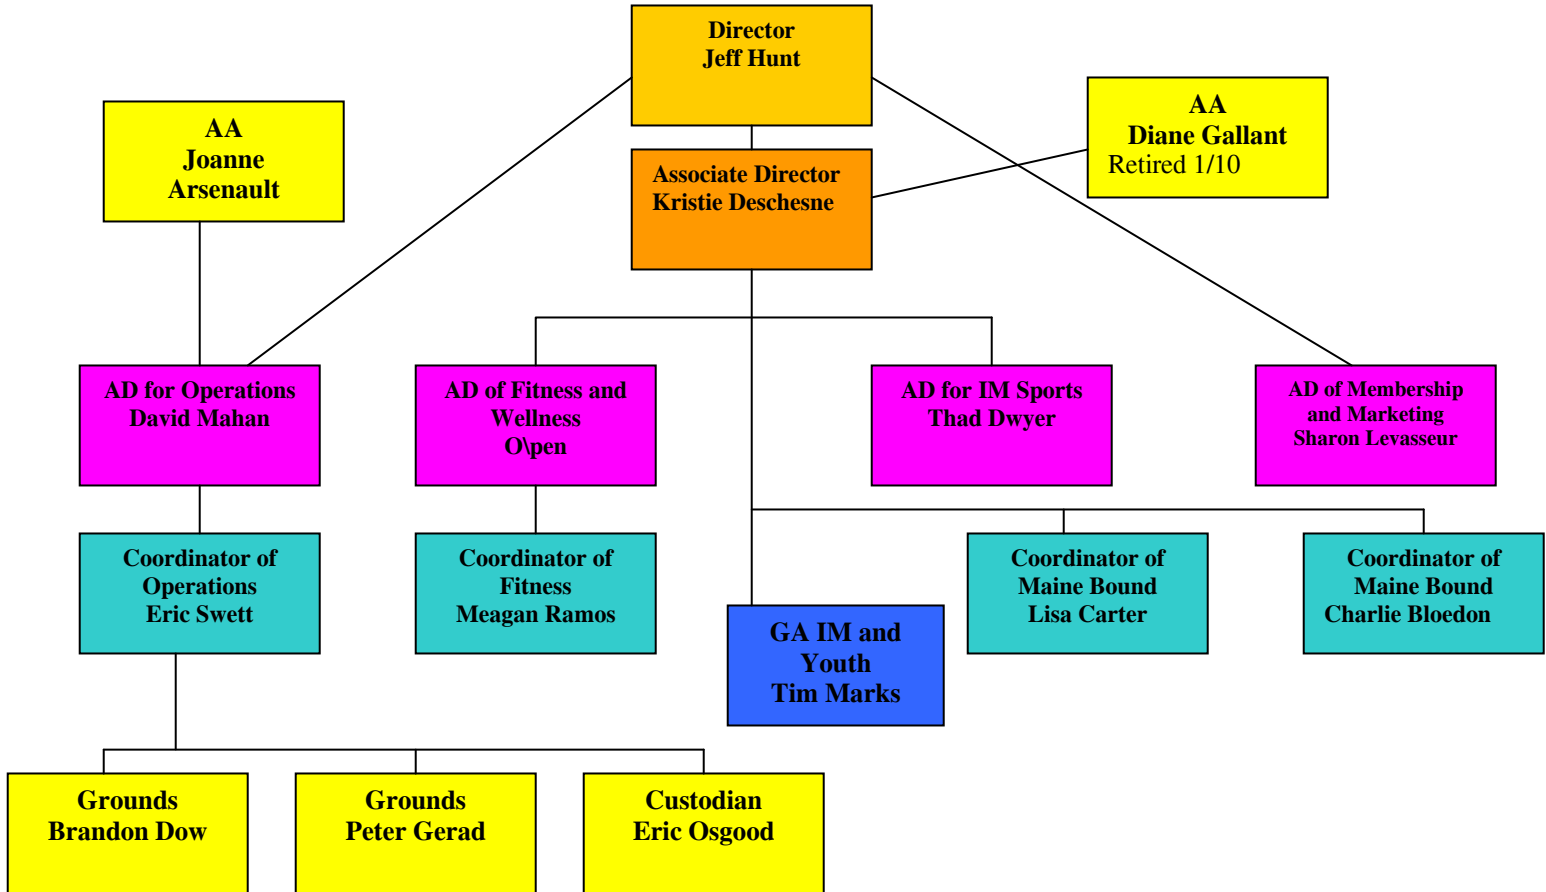 Director
Jeff Hunt
AA
Joanne
Arsenault
AA
Diane Gallant
Retired 1/10
Associate Director
Kristie Deschesne
AD for Operations
David Mahan
AD of Fitness and
Wellness
O\pen
AD for IM Sports
Thad Dwyer
AD of Membership
and Marketing
Sharon Levasseur
Coordinator of
Operations
Eric Swett
Coordinator of
Fitness
Meagan Ramos
GA IM and
Youth
Tim Marks
Coordinator of
Maine Bound
Lisa Carter
Coordinator of
Maine Bound
Charlie Bloedon
Grounds
Brandon Dow
Grounds
Peter Gerad
Custodian
Eric Osgood